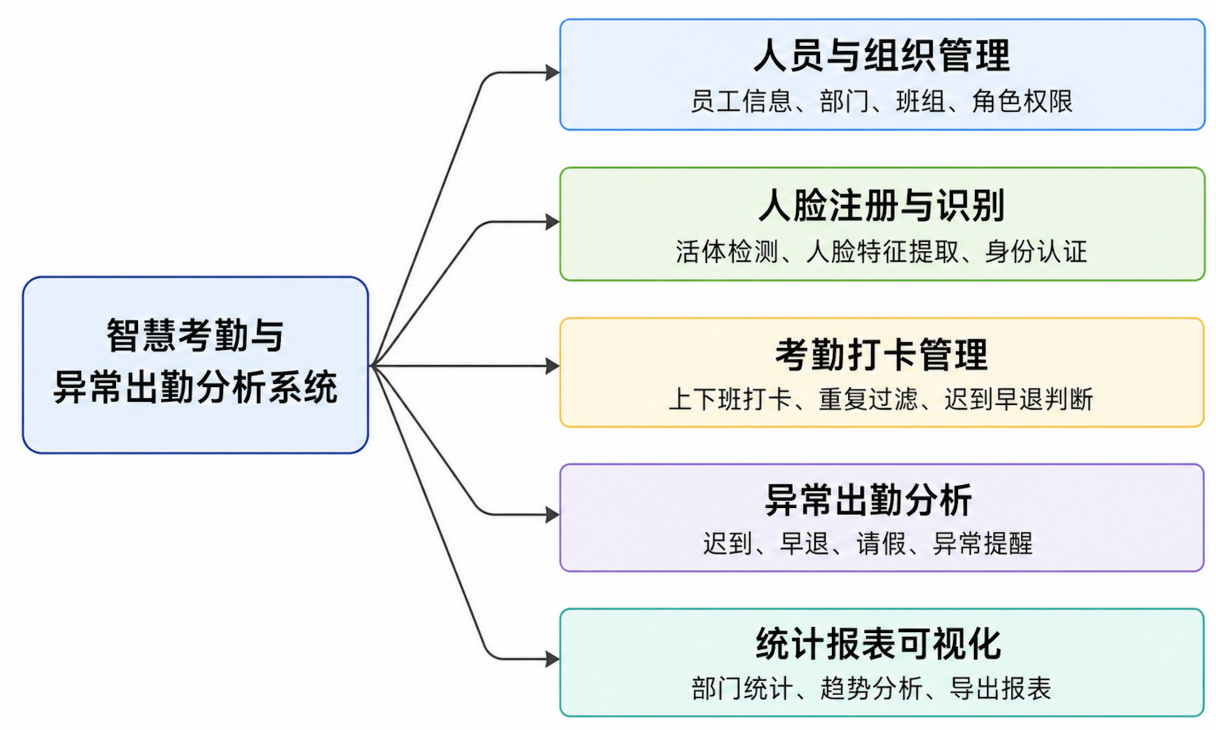 智慧考勤与
异常出勤分析系统
人员与组织管理
员工信息、部门、班组、角色权限
人脸注册与识别
活体检测、人脸特征提取、身份认证
考勤打卡管理
上下班打卡、重复过滤、迟到早退判断
异常出勤分析
迟到、早退、请假、异常提醒
统计报表可视化
部门统计、趋势分析、导出报表